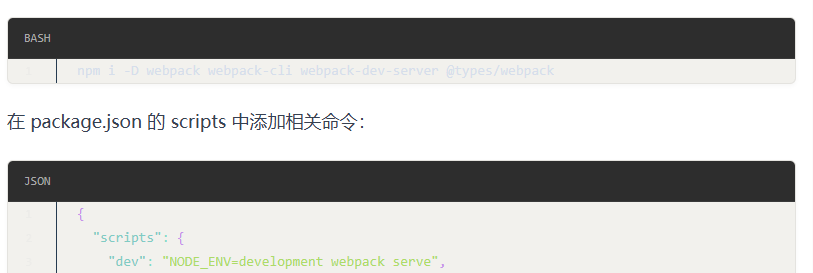 BASH
1 npm i -D webpack webpack-cli webpack-dev-server @types/webpack
在 package.json 的 scripts 中添加相关命令：
JSON
1 {
2 "scripts": {
3 "dev": "NODE_ENV=development webpack serve",